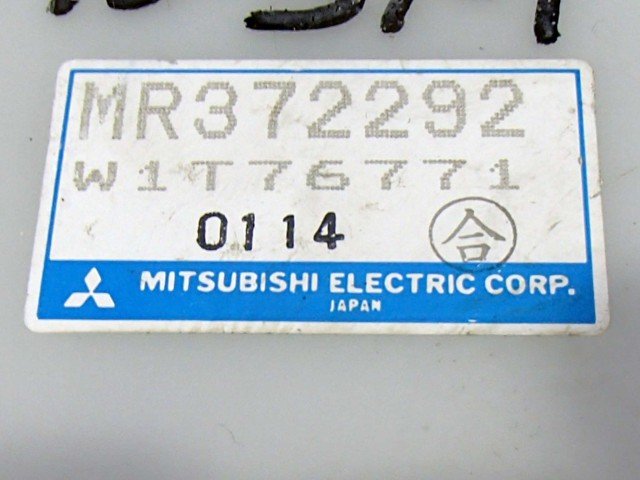 MR372292
W1T76771
0114 合
MITSUBISHI ELECTRIC CORP.
JAPAN